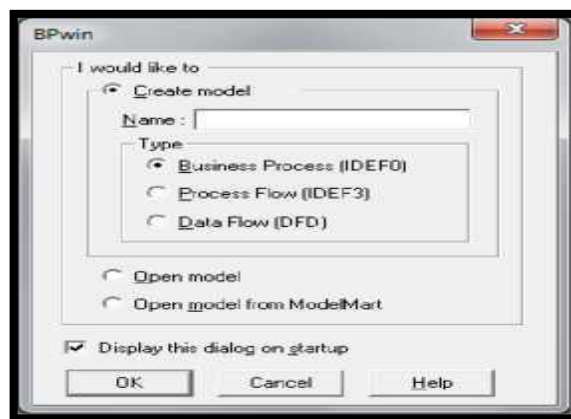 BPwin
I would like to
Create model
Name :
Type
Business Process (IDEF0)
Process Flow (IDEF3)
Data Flow (DFD)
Open model
Open model from ModelMart
Display this dialog on startup
OK Cancel Help